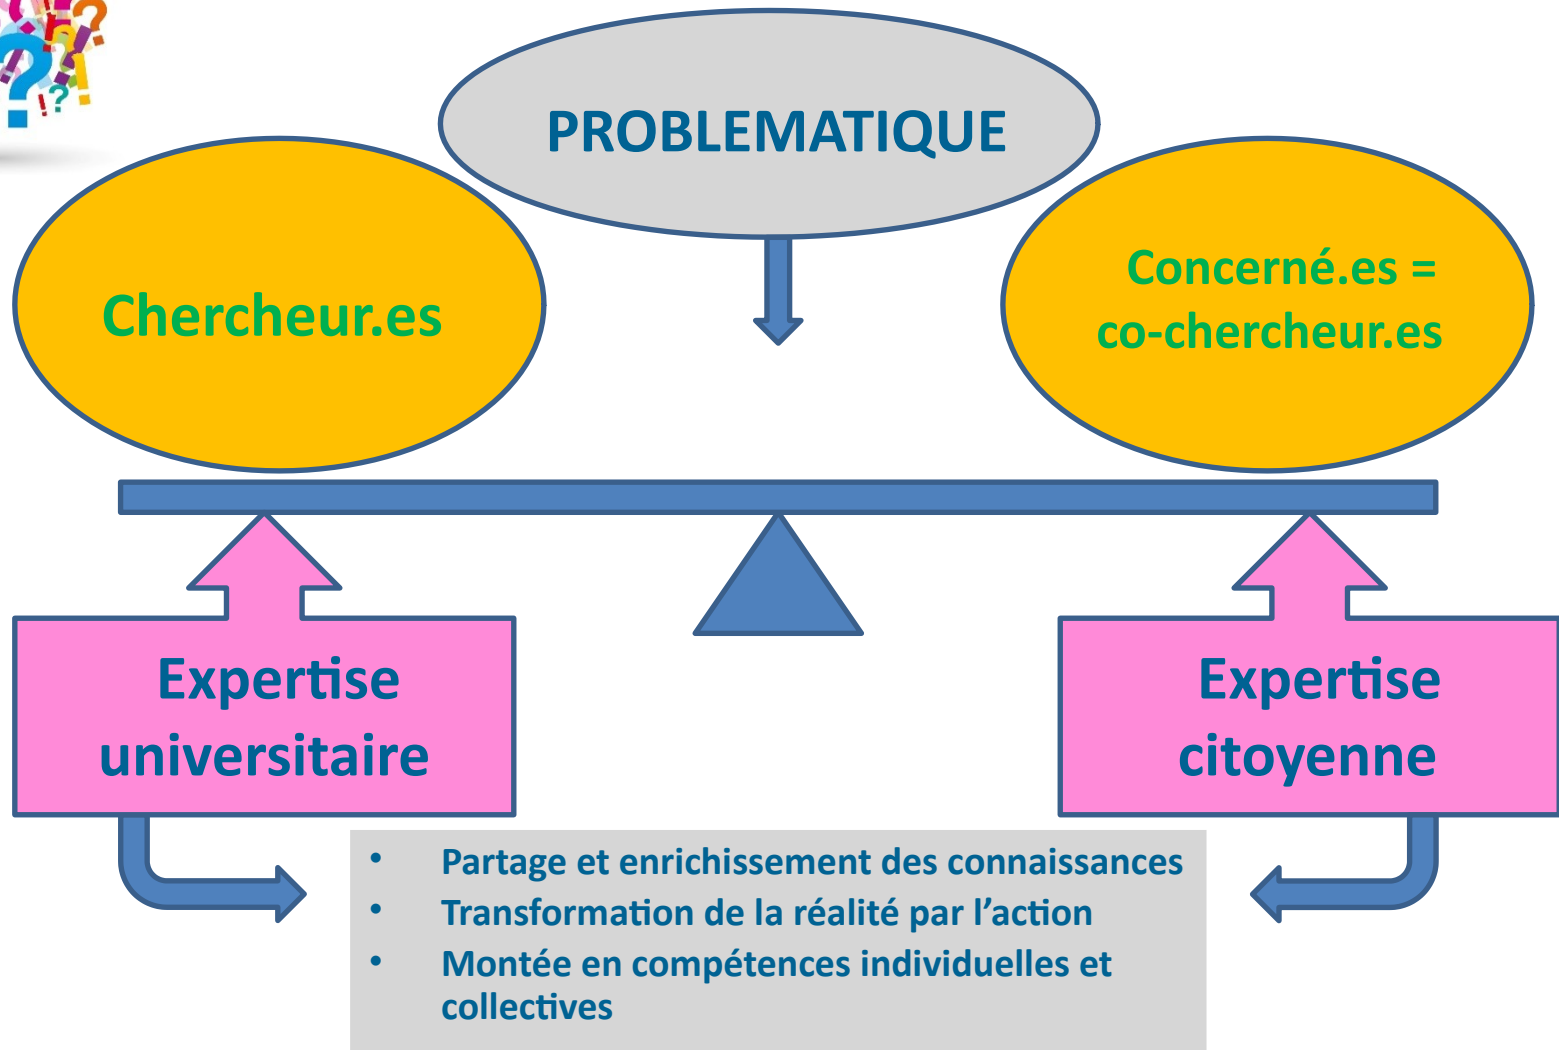 PROBLEMATIQUE
Chercheur.es
Concerné.es =
co-chercheur.es
Expertise
universitaire
Expertise
citoyenne
• Partage et enrichissement des connaissances
• Transformation de la réalité par l’action
• Montée en compétences individuelles et
collectives